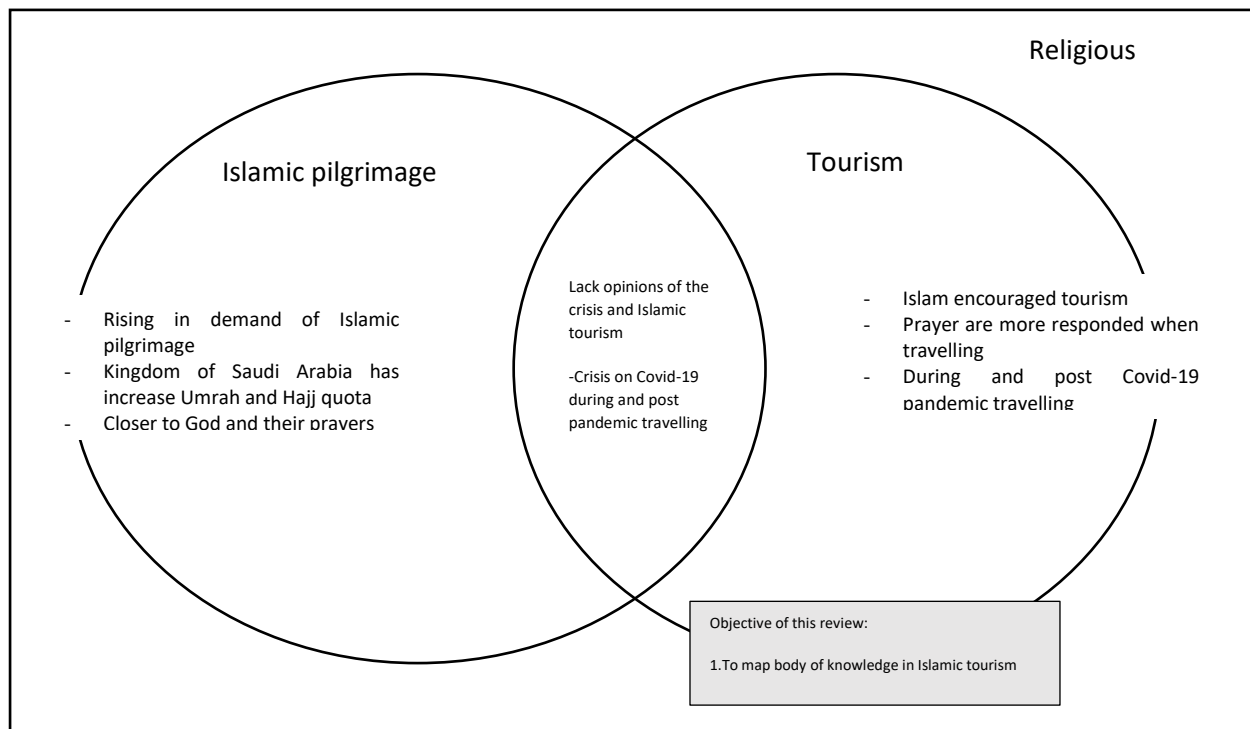 Religious
Islamic pilgrimage
Tourism
- Rising in demand of Islamic
pilgrimage
- Kingdom of Saudi Arabia has
increase Umrah and Hajj quota
- Closer to God and their prayers
Lack opinions of the
crisis and Islamic
tourism
-Crisis on Covid-19
during and post
pandemic travelling
- Islam encouraged tourism
- Prayer are more responded when
travelling
- During and post Covid-19
pandemic travelling
Objective of this review:
1.To map body of knowledge in Islamic tourism